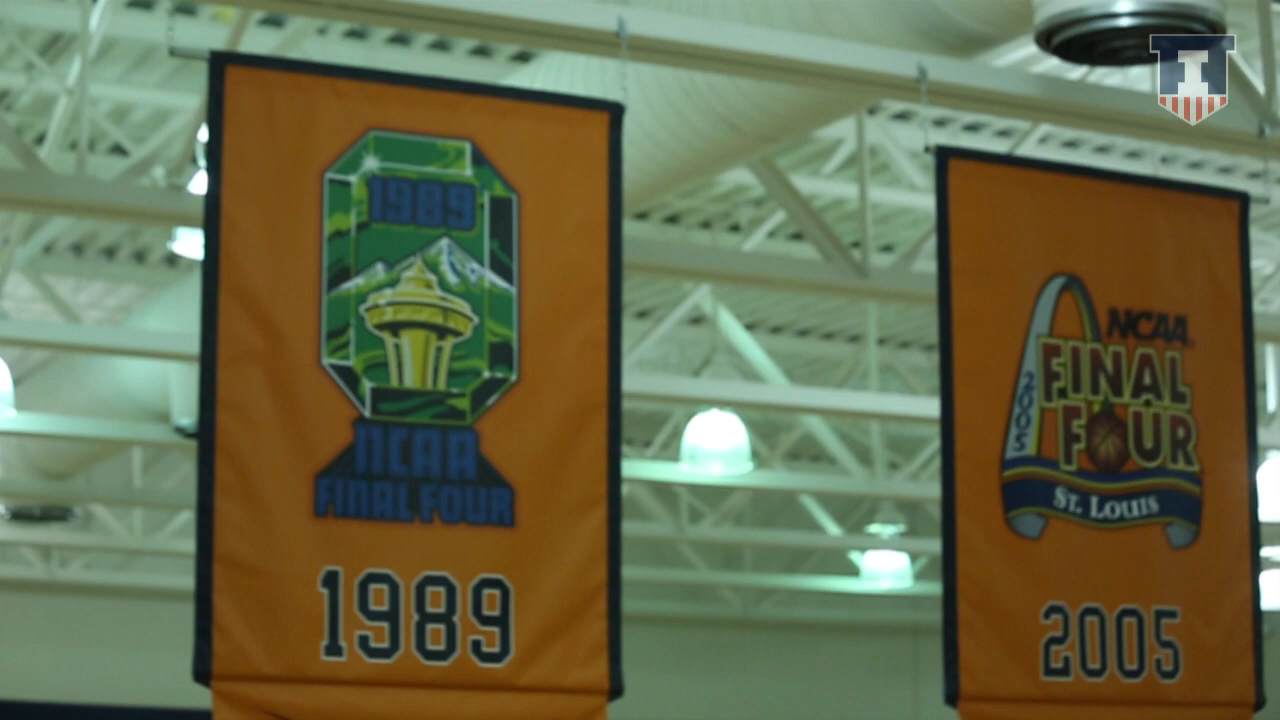 1989
NCAA
FINAL FOUR
1989
NCAA
FINAL
FOUR
2005
ST. LOUIS
2005
I